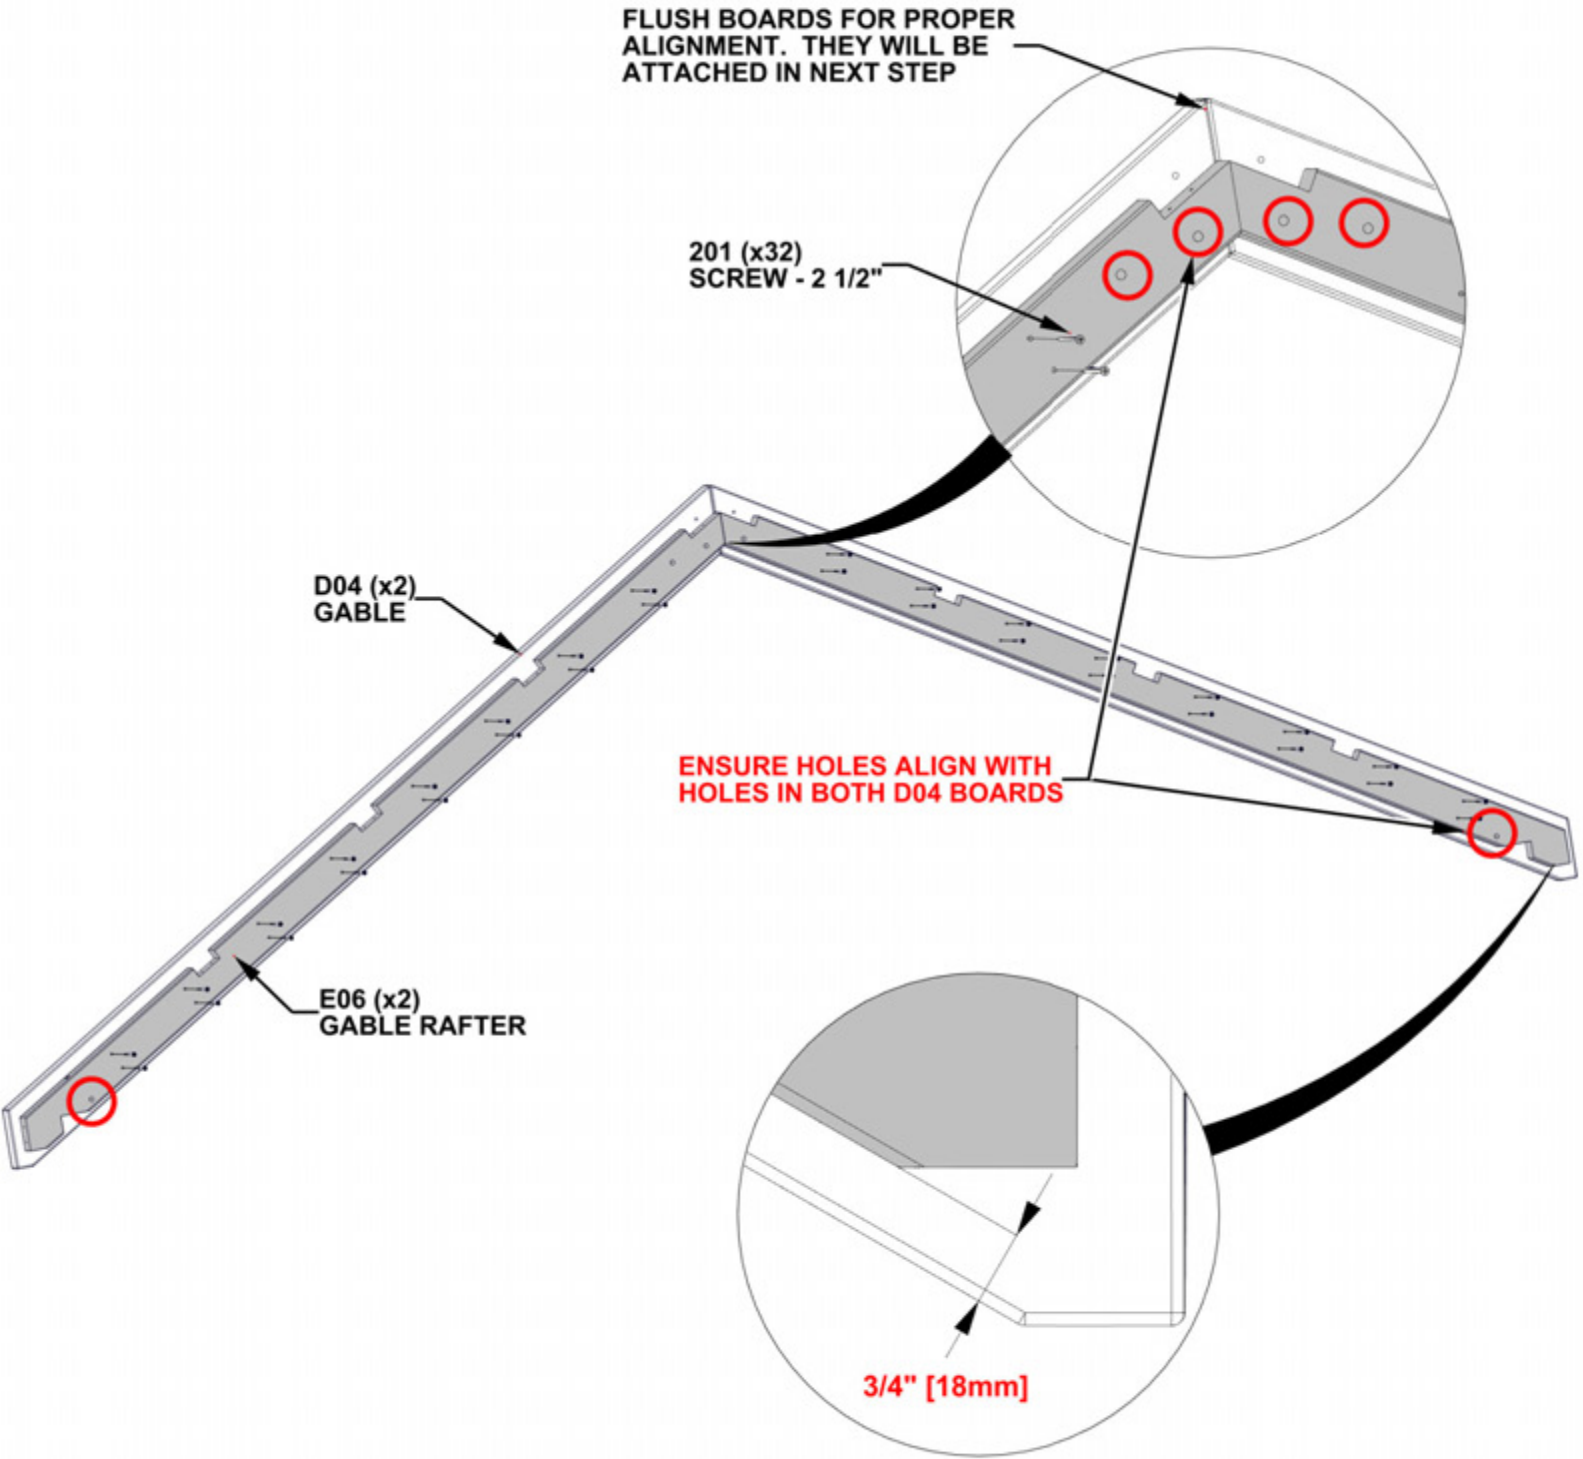 FLUSH BOARDS FOR PROPER
ALIGNMENT.  THEY WILL BE
ATTACHED IN NEXT STEP
201 (x32)
SCREW - 2 1/2"
D04 (x2)
GABLE
ENSURE HOLES ALIGN WITH
HOLES IN BOTH D04 BOARDS
E06 (x2)
GABLE RAFTER
3/4" [18mm]